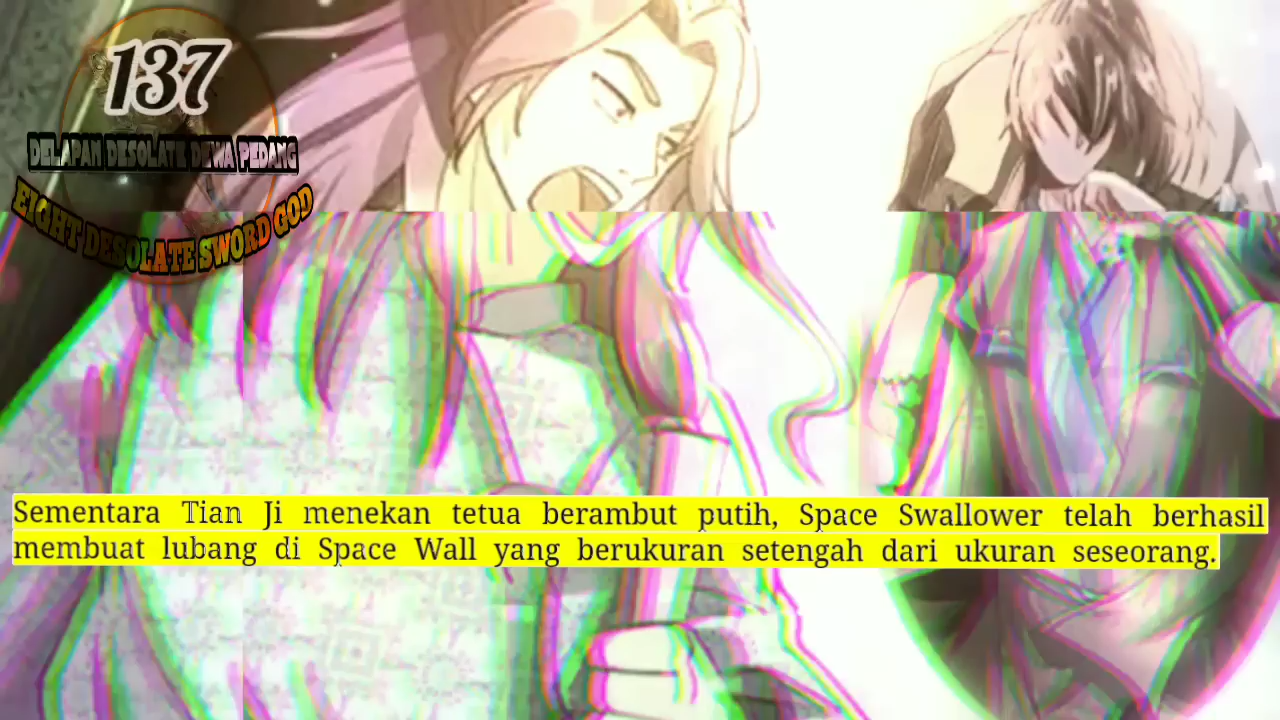 137
DELAPAN DESOLATE DEWA PEDANG
EIGHT DESOLATE SWORD GOD
Sementara Tian Ji menekan tetua berambut putih, Space Swallower telah berhasil
membuat lubang di Space Wall yang berukuran setengah dari ukuran seseorang.